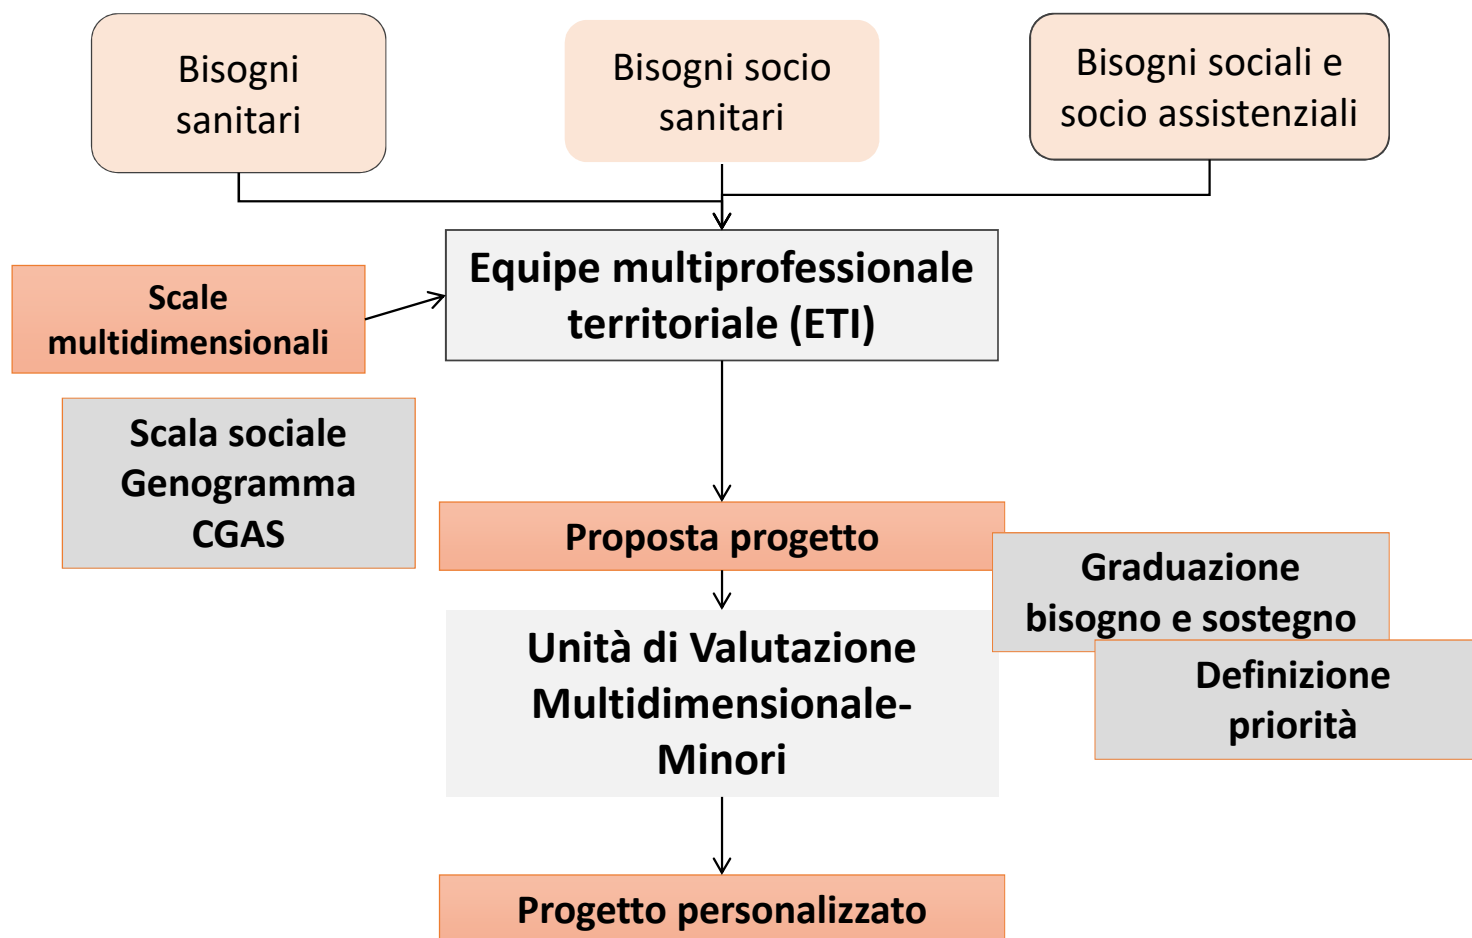 Bisogni
sanitari
Bisogni socio
sanitari
Bisogni sociali e
socio assistenziali
Equipe multiprofessionale
territoriale (ETI)
Scale
multidimensionali
Scala sociale
Genogramma
CGAS
Proposta progetto
Graduazione
bisogno e sostegno
Unità di Valutazione
Multidimensionale-
Minori
Definizione
priorità
Progetto personalizzato